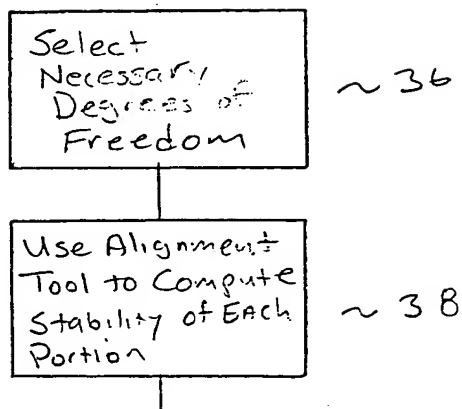 Select
Necessary
Degrees of
Freedom
~ 36
Use Alignment
Tool to Compute
Stability of EAch
Portion
~ 38